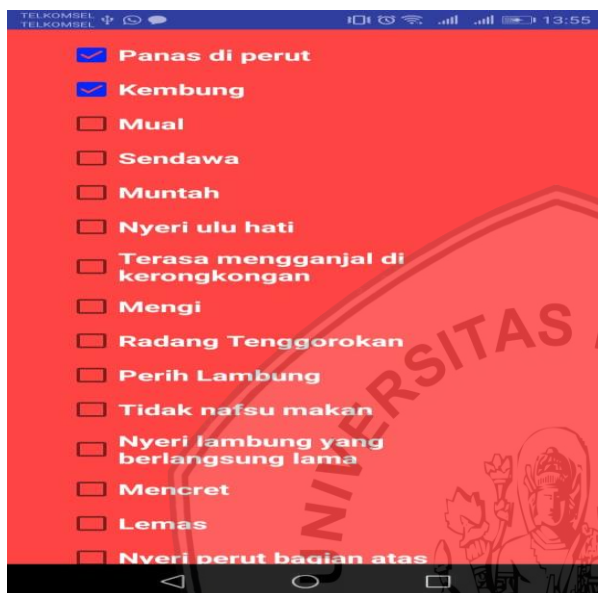 TELKOMSEL
TELKOMSEL
13:55
Panas di perut
Kembung
Mual
Sendawa
Muntah
Nyeri ulu hati
Terasa mengganjal di
kerongkongan
Mengi
Radang Tenggorokan
Perih Lambung
Tidak nafsu makan
Nyeri lambung yang
berlangsung lama
Mencret
Lemas
Nyeri perut bagian atas
UNIVERSITAS